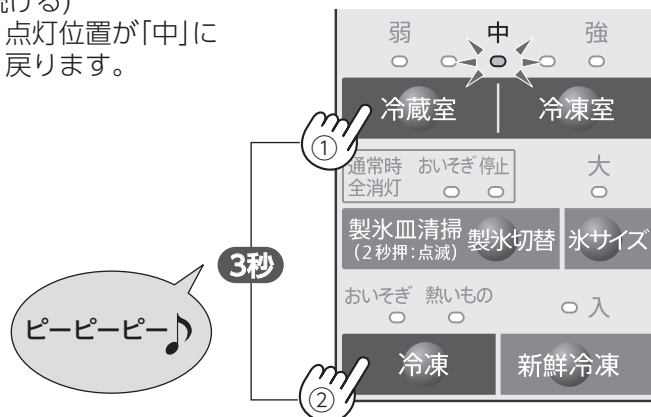 続ける)
点灯位置が「中」に
戻ります。
弱 中 強
冷蔵室 冷凍室
①
通常時 おいそぎ 停止 大
全消灯
製氷皿清掃 製氷切替 氷サイズ
(2秒押:点滅)
3秒
おいそぎ 熱いもの 入
ピーピーピー♪
冷凍 新鮮冷凍
②